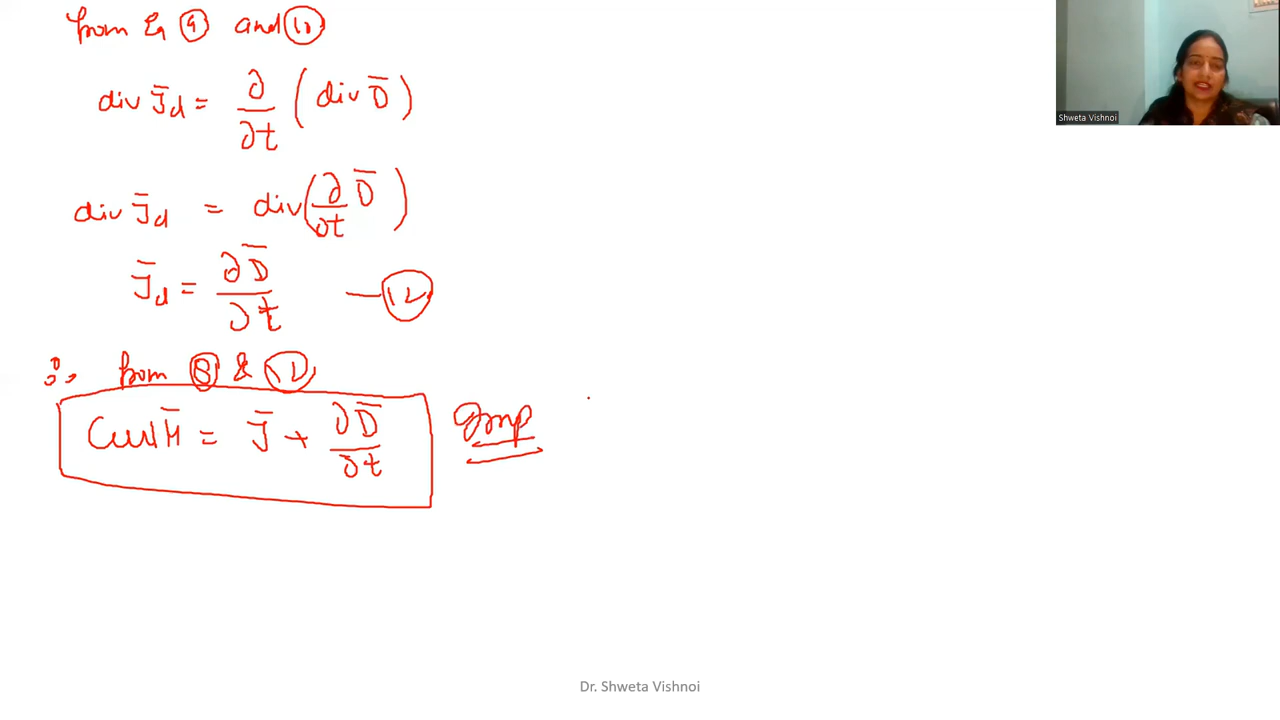 from Eq ⑨ and ⑩
div J̄d = ∂/∂t (div D̄)
div J̄d = div(∂/∂t D̄)
J̄d = ∂D̄/∂t —⑫
∴ from ⑧ & ⑫
Curl H̄ = J̄ + ∂D̄/∂t Imp
Shweta Vishnoi
Dr. Shweta Vishnoi